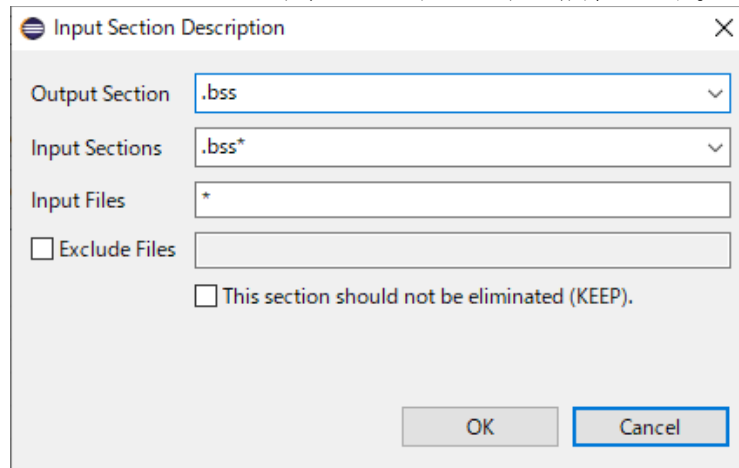 Input Section Description
Output Section .bss
Input Sections .bss*
Input Files *
Exclude Files
This section should not be eliminated (KEEP).
OK Cancel